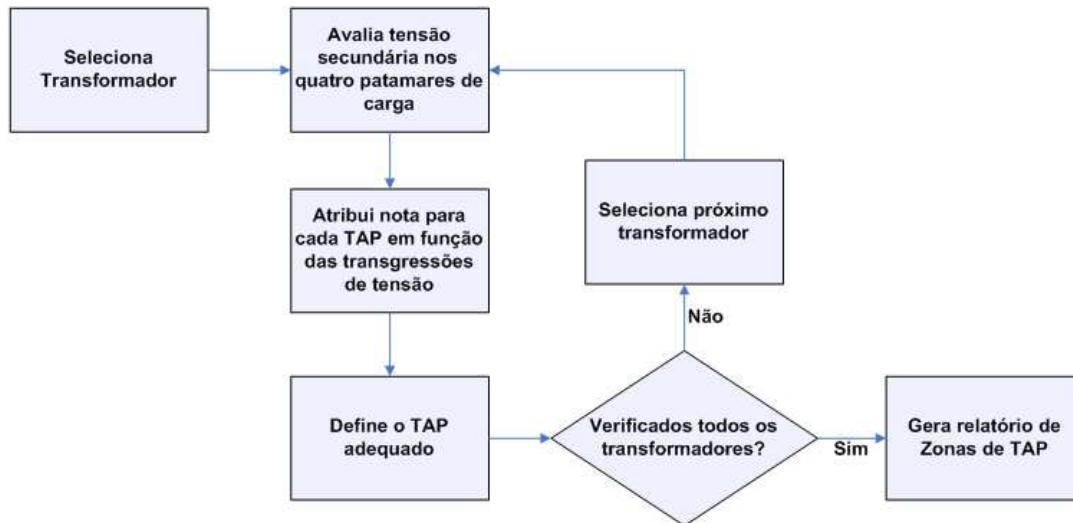 Seleciona
Transformador
Avalia tensão
secundária nos
quatro patamares de
carga
Atribui nota para
cada TAP em função
das transgressões
de tensão
Define o TAP
adequado
Verificados todos os
transformadores?
Não
Seleciona próximo
transformador
Sim
Gera relatório de
Zonas de TAP